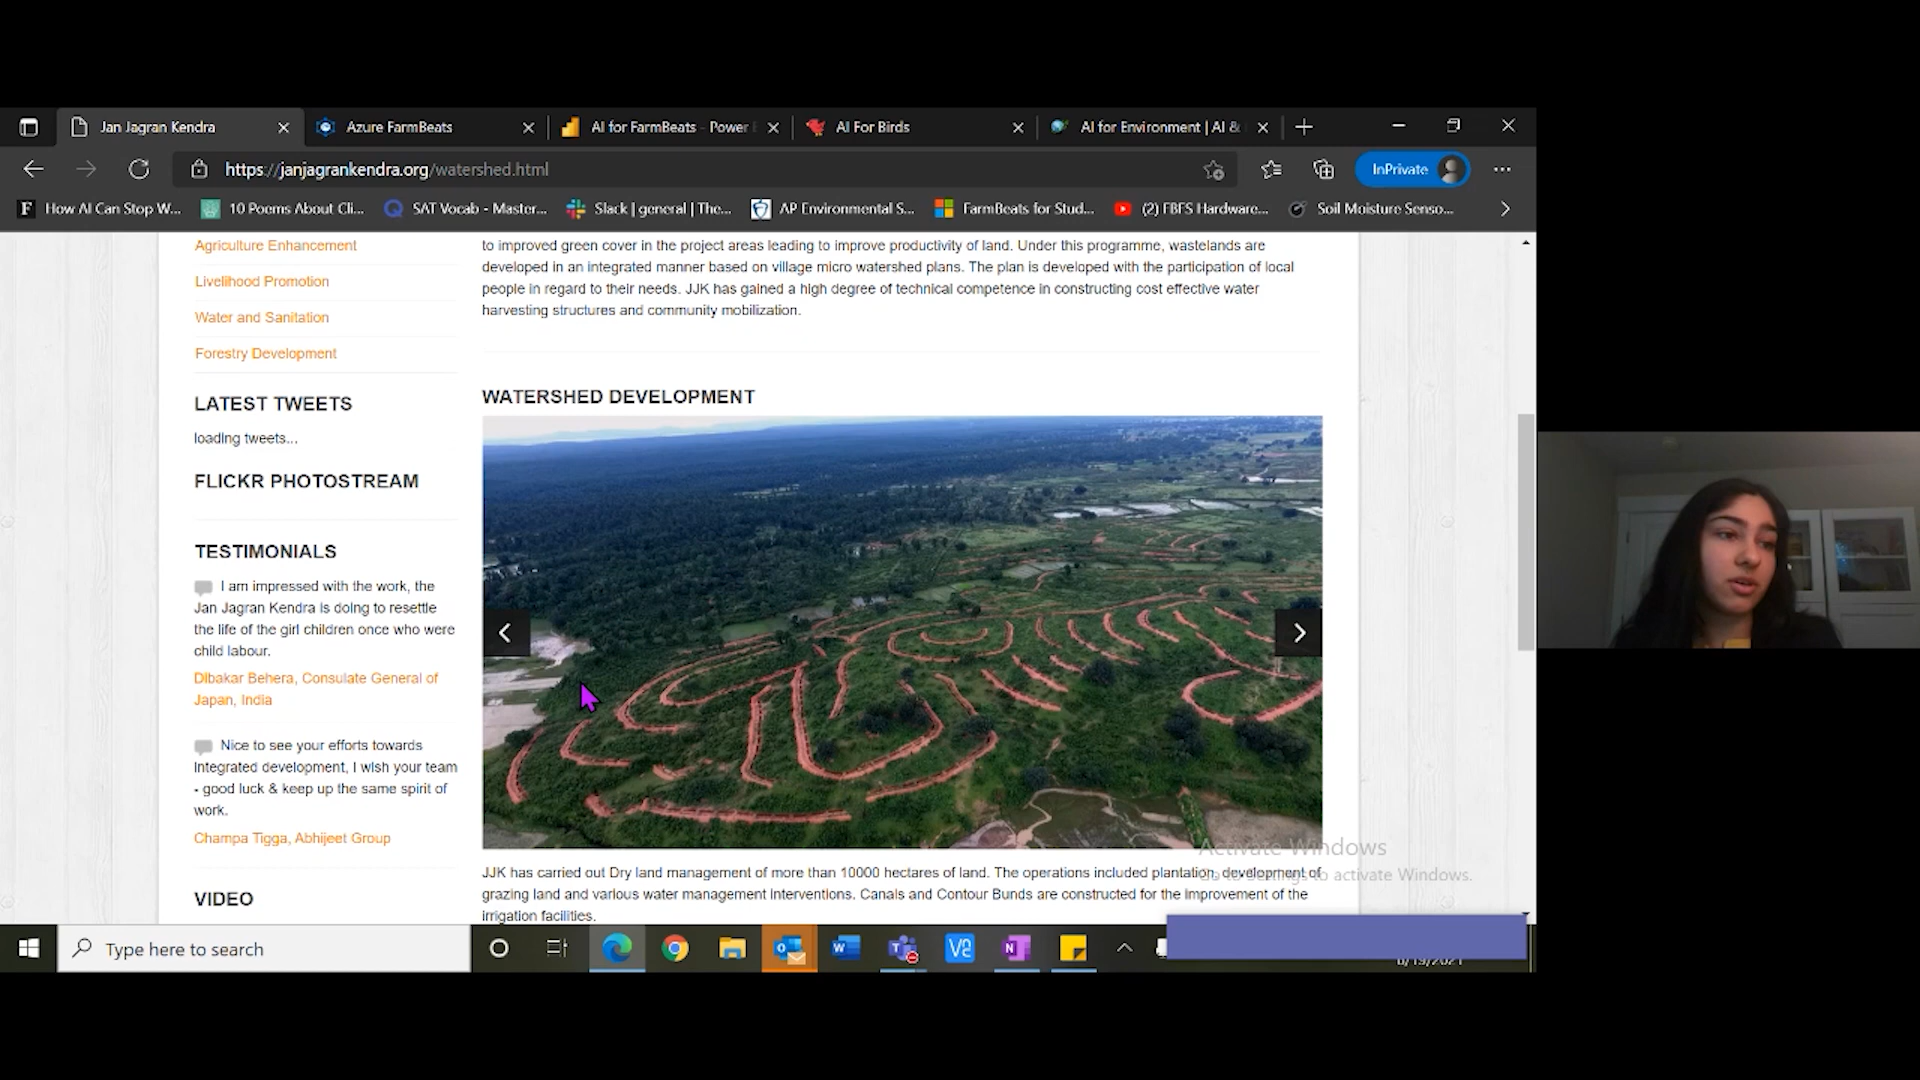 Jan Jagran Kendra
Azure FarmBeats
AI for FarmBeats - Power
AI For Birds
AI for Environment | AI &
https://janjagrankendra.org/watershed.html
InPrivate
How AI Can Stop W...
10 Poems About Cli...
SAT Vocab - Master...
Slack | general | The...
AP Environmental S...
FarmBeats for Stud...
(2) FBFS Hardware...
Soil Moisture Senso...
Agriculture Enhancement
Livelihood Promotion
Water and Sanitation
Forestry Development
LATEST TWEETS
loading tweets...
FLICKR PHOTOSTREAM
TESTIMONIALS
I am impressed with the work, the
Jan Jagran Kendra is doing to resettle
the life of the girl children once who were
child labour.
Dibakar Behera, Consulate General of
Japan, India
Nice to see your efforts towards
Integrated development, I wish your team
- good luck & keep up the same spirit of
work.
Champa Tigga, Abhijeet Group
VIDEO
to improved green cover in the project areas leading to improve productivity of land. Under this programme, wastelands are
developed in an integrated manner based on village micro watershed plans. The plan is developed with the participation of local
people in regard to their needs. JJK has gained a high degree of technical competence in constructing cost effective water
harvesting structures and community mobilization.
WATERSHED DEVELOPMENT
JJK has carried out Dry land management of more than 10000 hectares of land. The operations included plantation, development of
grazing land and various water management interventions. Canals and Contour Bunds are constructed for the improvement of the
irrigation facilities.
Activate Windows
Go to Settings to activate Windows.
Type here to search
6/19/2021